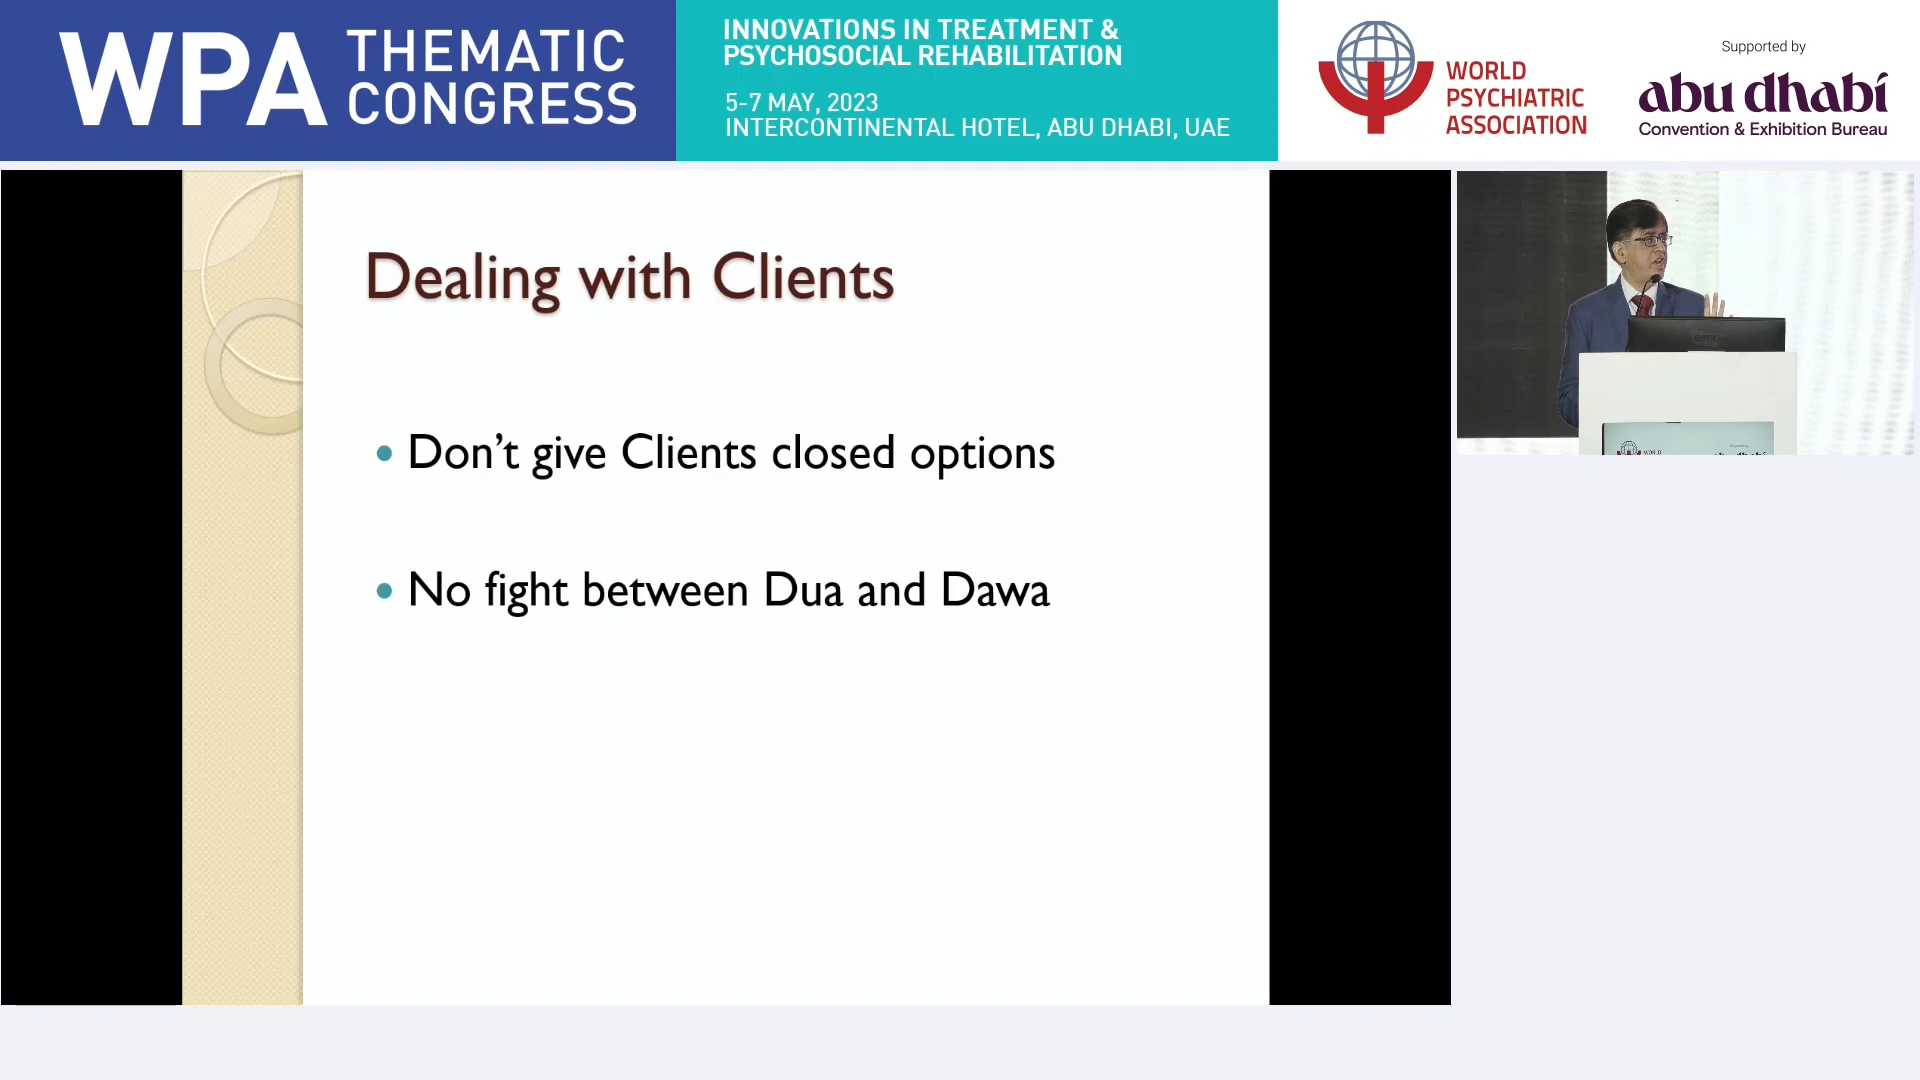 WPA THEMATIC
CONGRESS
INNOVATIONS IN TREATMENT &
PSYCHOSOCIAL REHABILITATION
5-7 MAY, 2023
INTERCONTINENTAL HOTEL, ABU DHABI, UAE
WORLD
PSYCHIATRIC
ASSOCIATION
Supported by
abu dhabi
Convention & Exhibition Bureau
Dealing with Clients
• Don’t give Clients closed options
• No fight between Dua and Dawa
WORLD